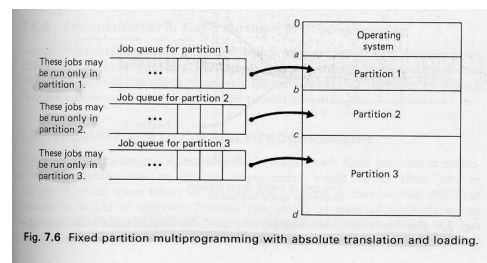 0
Operating
system
a
Job queue for partition 1
These jobs may
be run only in
partition 1.
...
Partition 1
b
Job queue for partition 2
These jobs may
be run only in
partition 2.
...
Partition 2
c
Job queue for partition 3
These jobs may
be run only in
partition 3.
...
Partition 3
d
Fig. 7.6 Fixed partition multiprogramming with absolute translation and loading.